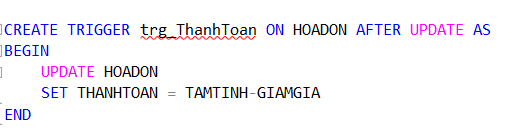 CREATE TRIGGER trg_ThanhToan ON HOADON AFTER UPDATE AS
BEGIN
UPDATE HOADON
SET THANHTOAN = TAMTINH-GIAMGIA
END